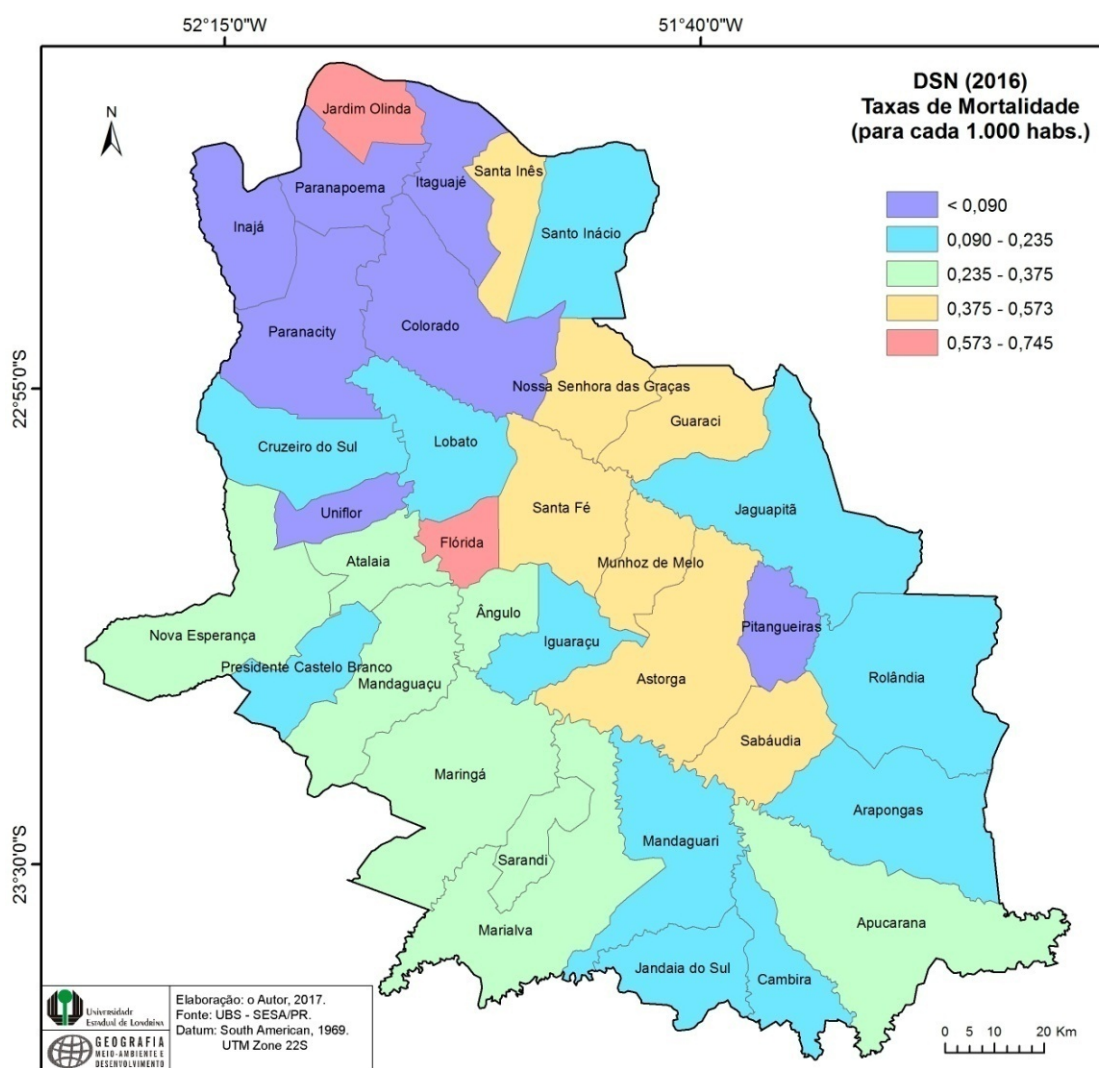 52°15'0"W
51°40'0"W
DSN (2016)
Taxas de Mortalidade
(para cada 1.000 habs.)
< 0,090
0,090 - 0,235
0,235 - 0,375
0,375 - 0,573
0,573 - 0,745
N
Jardim Olinda
Santa Inês
Itaguajé
Paranapoema
Inajá
Santo Inácio
Colorado
Paranacity
22°55'0"S
Nossa Senhora das Graças
Guaraci
Lobato
Cruzeiro do Sul
Santa Fé
Jaguapitã
Uniflor
Flórida
Atalaia
Munhoz de Melo
Ângulo
Pitangueiras
Nova Esperança
Iguaraçu
Presidente Castelo Branco
Mandaguaçu
Astorga
Rolândia
Sabáudia
Maringá
Arapongas
Mandaguari
23°30'0"S
Sarandi
Apucarana
Marialva
Jandaia do Sul
Cambira
Universidade
Estadual de Londrina
GEOGRAFIA
MEIO-AMBIENTE E
DESENVOLVIMENTO
Elaboração: o Autor, 2017.
Fonte: UBS - SESA/PR.
Datum: South American, 1969.
UTM Zone 22S
0 5 10 20 Km